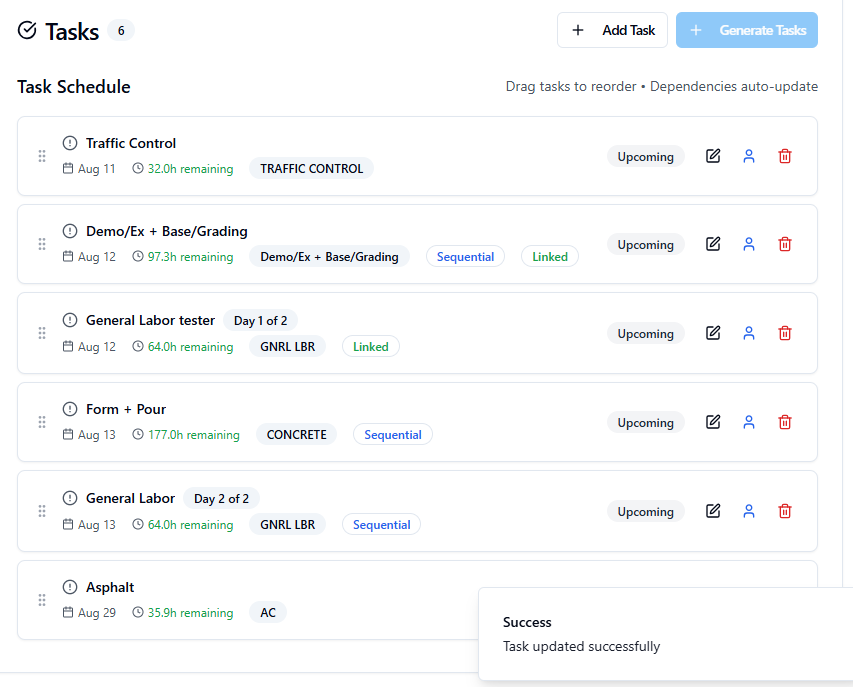 Tasks 6 Add Task Generate Tasks
Task Schedule Drag tasks to reorder • Dependencies auto-update
Traffic Control
Aug 11 32.0h remaining TRAFFIC CONTROL Upcoming
Demo/Ex + Base/Grading
Aug 12 97.3h remaining Demo/Ex + Base/Grading Sequential Linked Upcoming
General Labor tester Day 1 of 2
Aug 12 64.0h remaining GNRL LBR Linked Upcoming
Form + Pour
Aug 13 177.0h remaining CONCRETE Sequential Upcoming
General Labor Day 2 of 2
Aug 13 64.0h remaining GNRL LBR Sequential Upcoming
Asphalt
Aug 29 35.9h remaining AC
Success
Task updated successfully